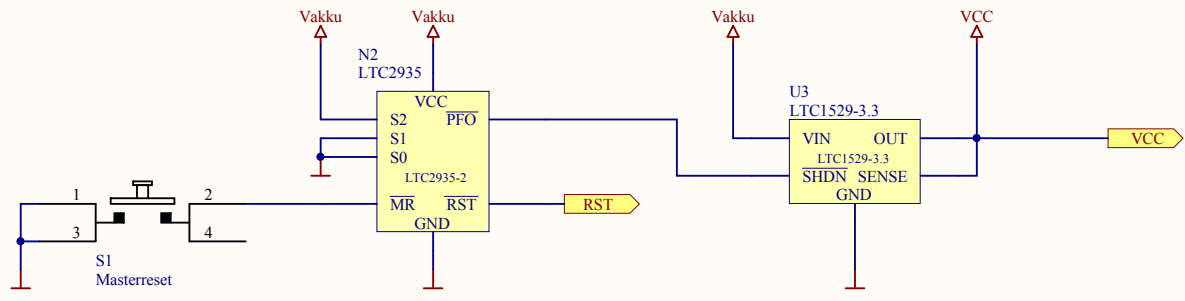 Vakku
Vakku
Vakku
VCC
N2
LTC2935
VCC
S2
PFO
S1
S0
LTC2935-2
MR
RST
GND
RST
U3
LTC1529-3.3
VIN
OUT
LTC1529-3.3
SHDN
SENSE
GND
VCC
1
2
3
4
S1
Masterreset